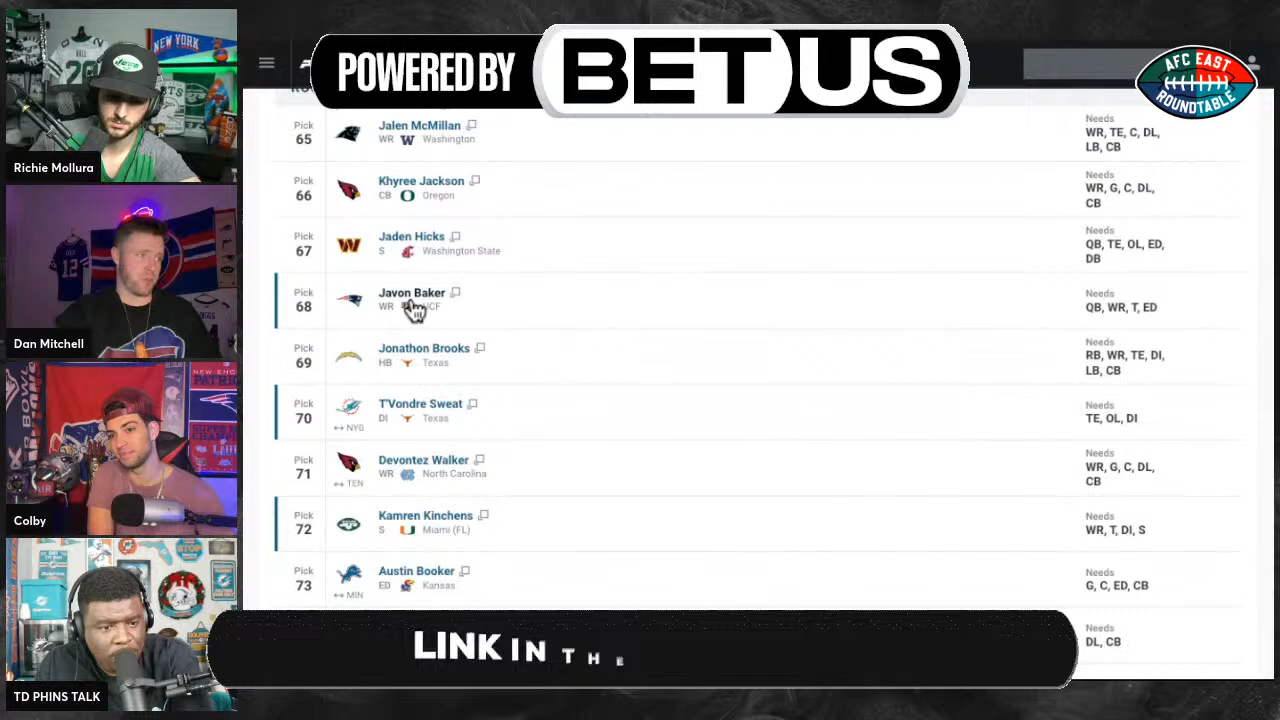 POWERED BY BETUS
AFC EAST
ROUNDTABLE
NEW YORK
Richie Mollura
12
Dan Mitchell
NEW ENGLAND
Colby
TD PHINS TALK
Pick
65
Jalen McMillan
WR Washington
Needs
WR, TE, C, DL,
LB, CB
Pick
66
Khyree Jackson
CB Oregon
Needs
WR, G, C, DL,
CB
Pick
67
Jaden Hicks
S Washington State
Needs
QB, TE, OL, ED,
DB
Pick
68
Javon Baker
WR UCF
Needs
QB, WR, T, ED
Pick
69
Jonathon Brooks
HB Texas
Needs
RB, WR, TE, DI,
LB, CB
Pick
70
↔ NYG
T'Vondre Sweat
DI Texas
Needs
TE, OL, DI
Pick
71
↔ TEN
Devontez Walker
WR North Carolina
Needs
WR, G, C, DL,
CB
Pick
72
Kamren Kinchens
S Miami (FL)
Needs
WR, T, DI, S
Pick
73
↔ MIN
Austin Booker
ED Kansas
Needs
G, C, ED, CB
Needs
DL, CB
LINK IN THE